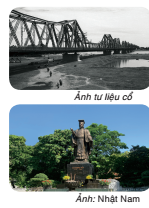 Ảnh tư liệu cổ
Ảnh: Nhật Nam